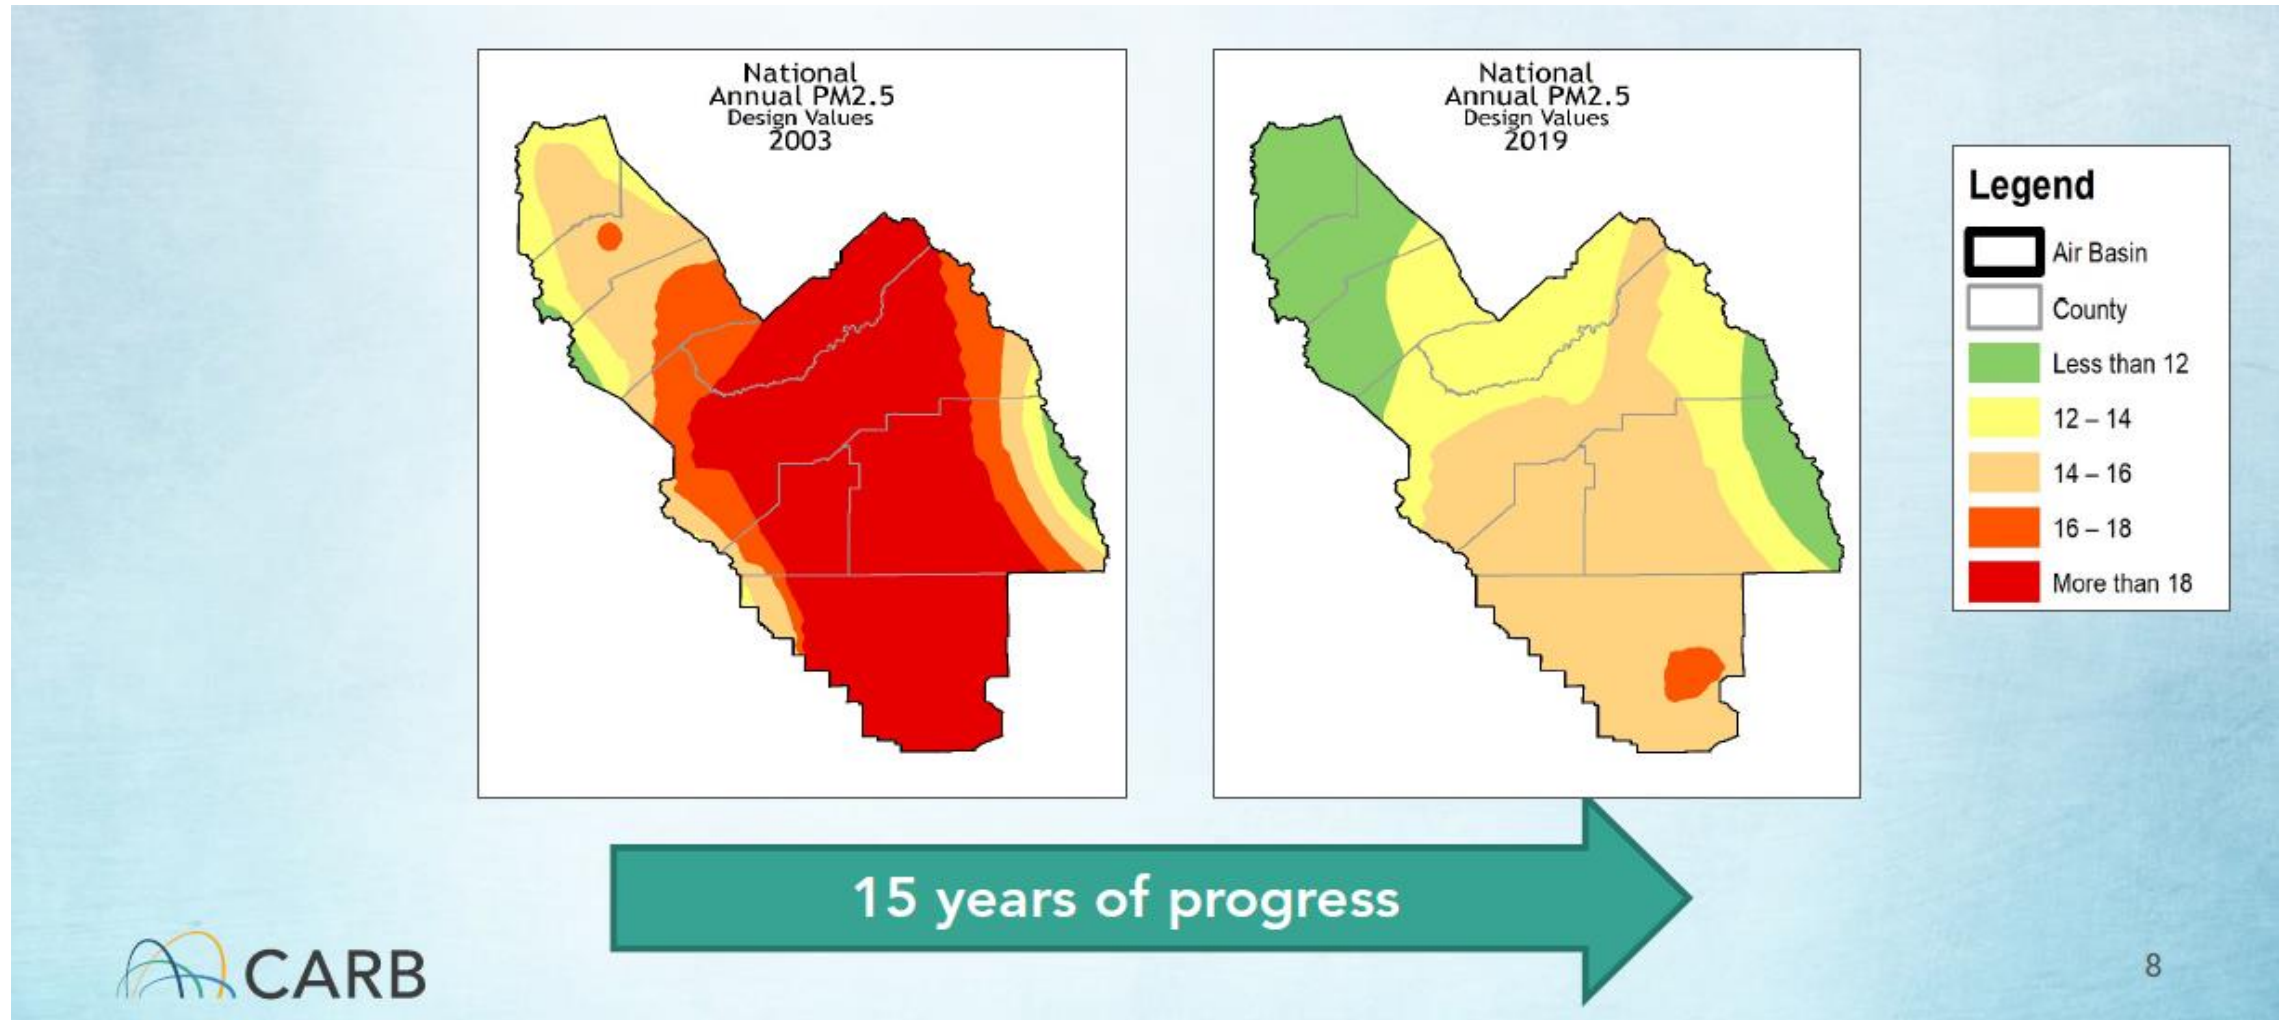 National
Annual PM2.5
Design Values
2003
National
Annual PM2.5
Design Values
2019
Legend
Air Basin
County
Less than 12
12 – 14
14 – 16
16 – 18
More than 18
15 years of progress
CARB
8